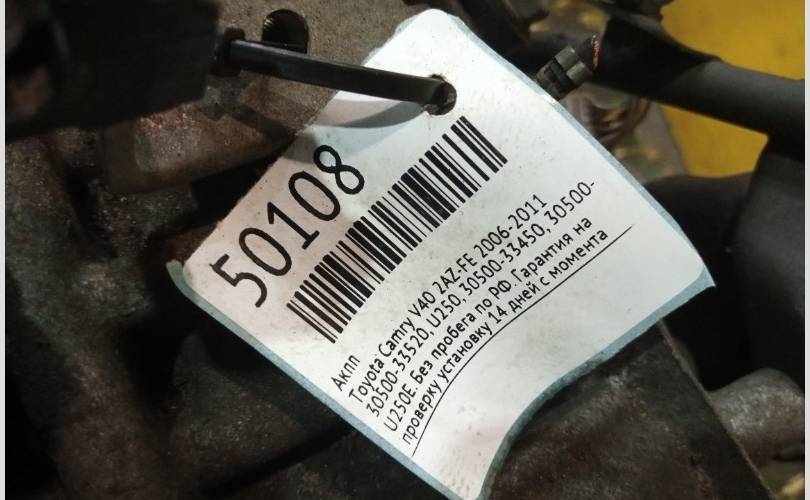 50108
Акпп
Toyota Camry V40 2AZ-FE 2006-2011
30500-33520, U250, 30500-33450, 30500-
U250E. Без пробега по РФ. Гарантия на
проверку установку 14 дней с момента